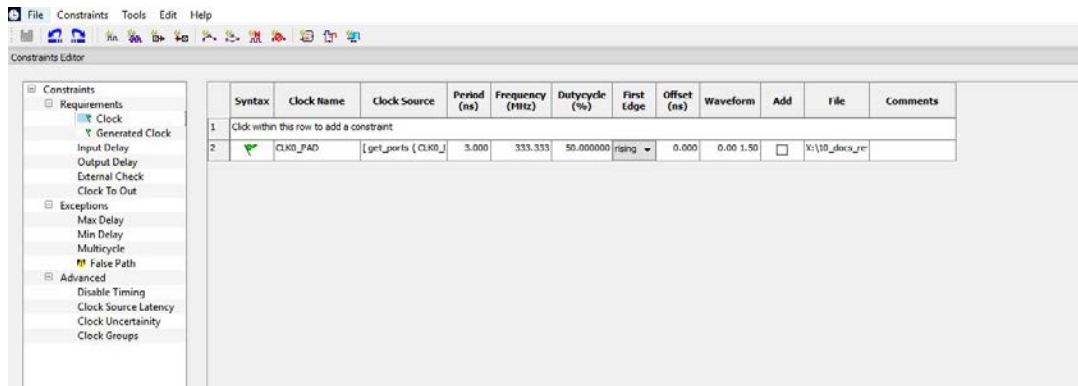 File Constraints Tools Edit Help
Constraints Editor
Constraints
Requirements
Clock
Generated Clock
Input Delay
Output Delay
External Check
Clock To Out
Exceptions
Max Delay
Min Delay
Multicycle
False Path
Advanced
Disable Timing
Clock Source Latency
Clock Uncertainity
Clock Groups
Syntax Clock Name Clock Source Period (ns) Frequency (MHz) Dutycycle (%) First Edge Offset (ns) Waveform Add File Comments
1 Click within this row to add a constraint
2 CLK0_PAD [ get_ports { CLK0_ 3.000 333.333 50.000000 rising 0.000 0.00 1.50 X:\10_docs_re